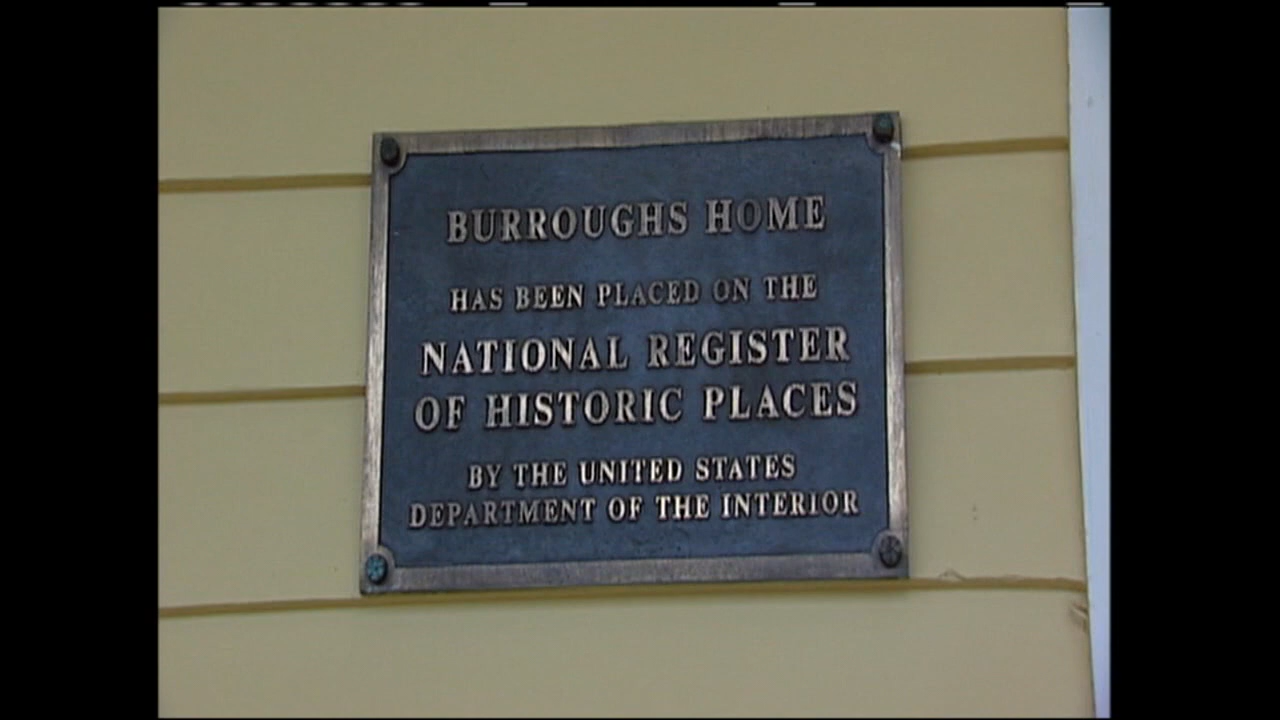 BURROUGHS HOME
HAS BEEN PLACED ON THE
NATIONAL REGISTER
OF HISTORIC PLACES
BY THE UNITED STATES
DEPARTMENT OF THE INTERIOR